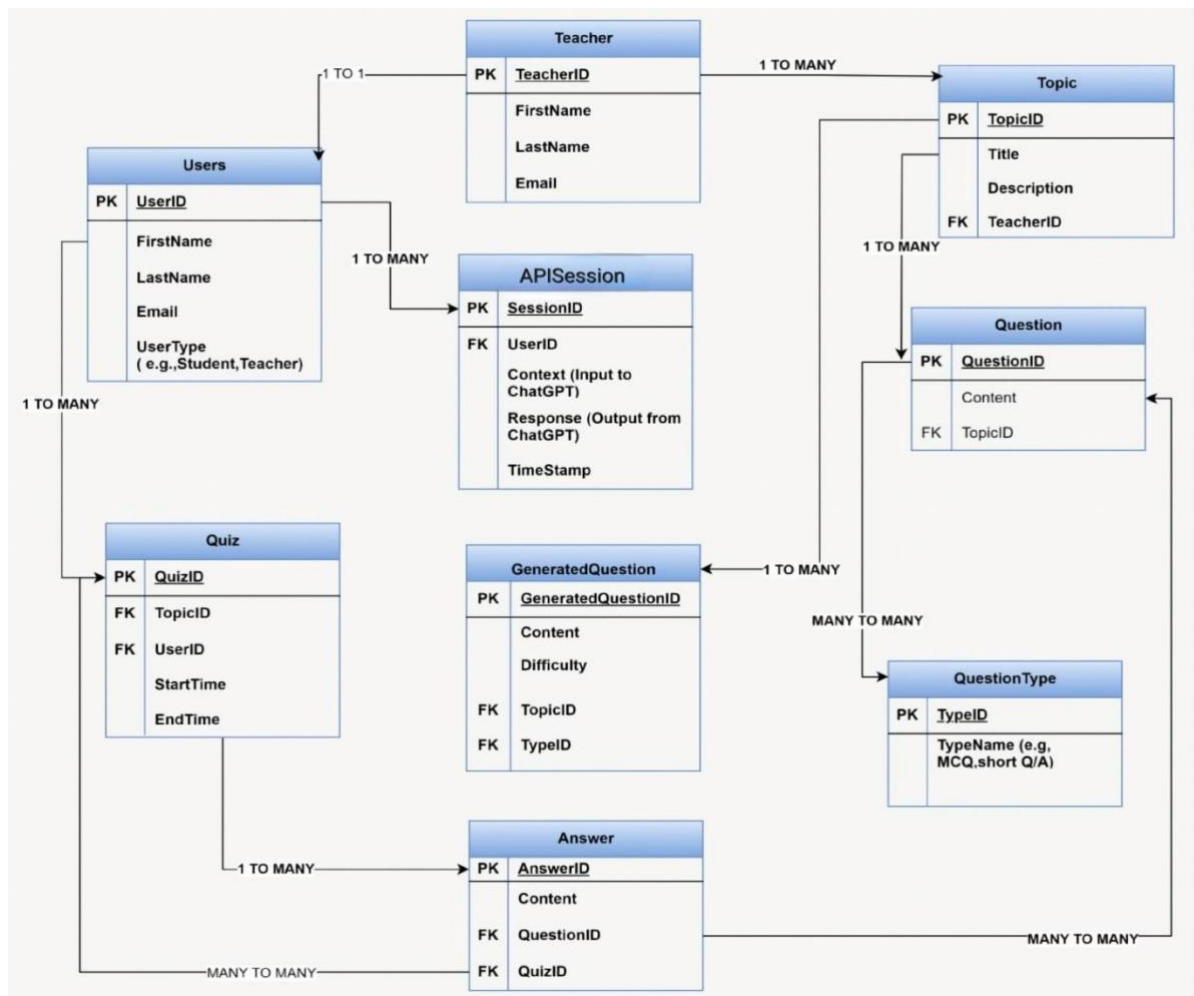 Teacher
PK TeacherID
FirstName
LastName
Email
1 TO 1
1 TO MANY
Topic
PK TopicID
Title
Description
FK TeacherID
Users
PK UserID
FirstName
LastName
Email
UserType
( e.g.,Student,Teacher)
1 TO MANY
APISession
PK SessionID
FK UserID
Context (Input to
ChatGPT)
Response (Output from
ChatGPT)
TimeStamp
1 TO MANY
Question
PK QuestionID
Content
FK TopicID
1 TO MANY
Quiz
PK QuizID
FK TopicID
FK UserID
StartTime
EndTime
GeneratedQuestion
PK GeneratedQuestionID
Content
Difficulty
FK TopicID
FK TypeID
1 TO MANY
MANY TO MANY
QuestionType
PK TypeID
TypeName (e.g,
MCQ,short Q/A)
1 TO MANY
Answer
PK AnswerID
Content
FK QuestionID
FK QuizID
MANY TO MANY
MANY TO MANY